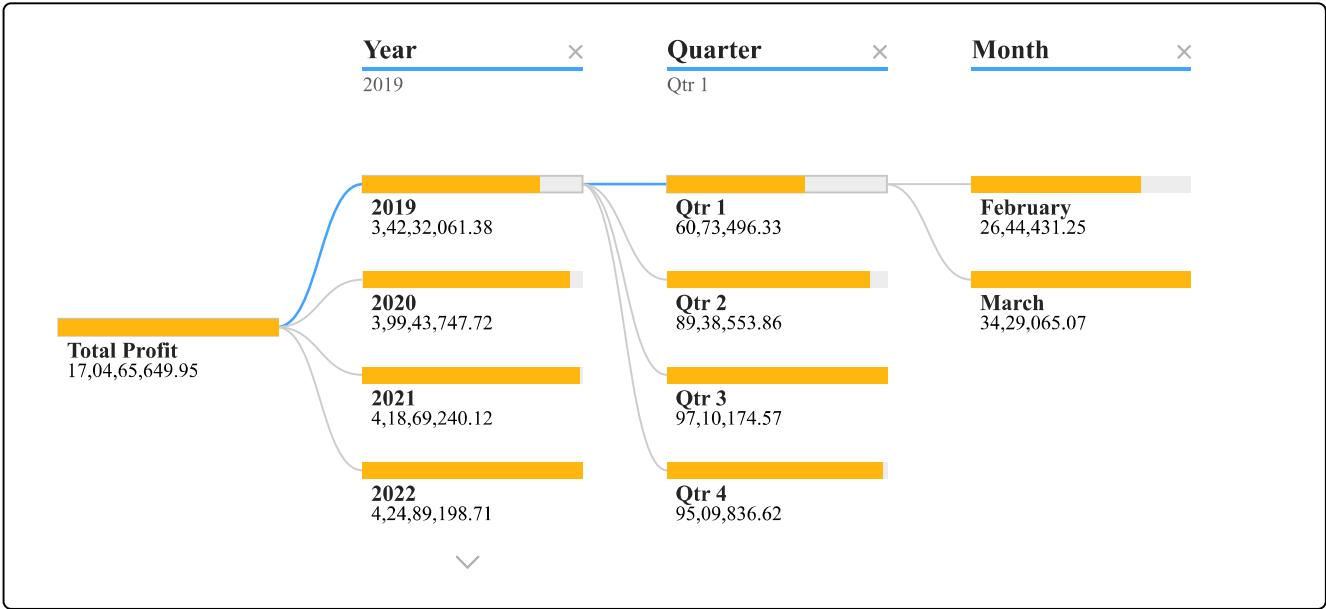 Year
2019
Quarter
Qtr 1
Month
Total Profit
17,04,65,649.95
2019
3,42,32,061.38
2020
3,99,43,747.72
2021
4,18,69,240.12
2022
4,24,89,198.71
Qtr 1
60,73,496.33
Qtr 2
89,38,553.86
Qtr 3
97,10,174.57
Qtr 4
95,09,836.62
February
26,44,431.25
March
34,29,065.07